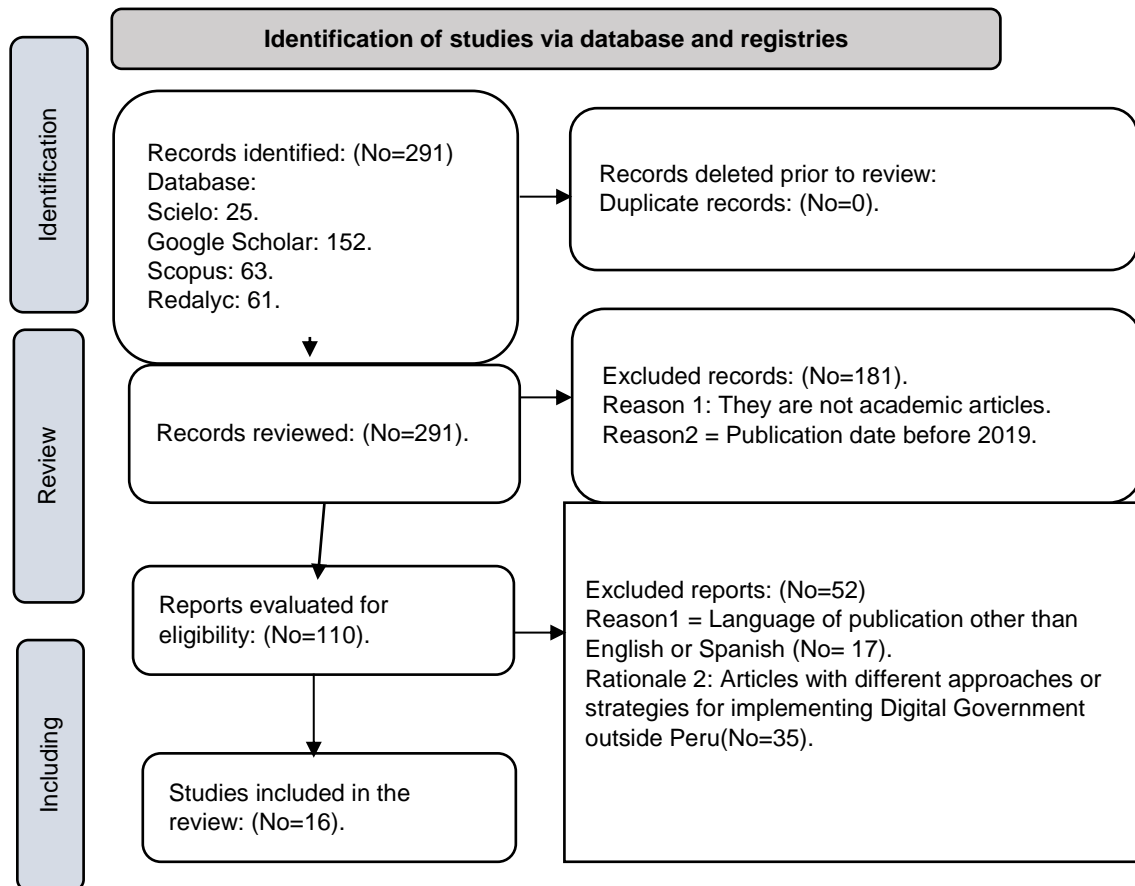 Identification of studies via database and registries
Identification
Records identified: (No=291)
Database:
Scielo: 25.
Google Scholar: 152.
Scopus: 63.
Redalyc: 61.
Records deleted prior to review:
Duplicate records: (No=0).
Review
Records reviewed: (No=291).
Excluded records: (No=181).
Reason 1: They are not academic articles.
Reason2 = Publication date before 2019.
Reports evaluated for
eligibility: (No=110).
Excluded reports: (No=52)
Reason1 = Language of publication other than
English or Spanish (No= 17).
Rationale 2: Articles with different approaches or
strategies for implementing Digital Government
outside Peru(No=35).
Including
Studies included in the
review: (No=16).